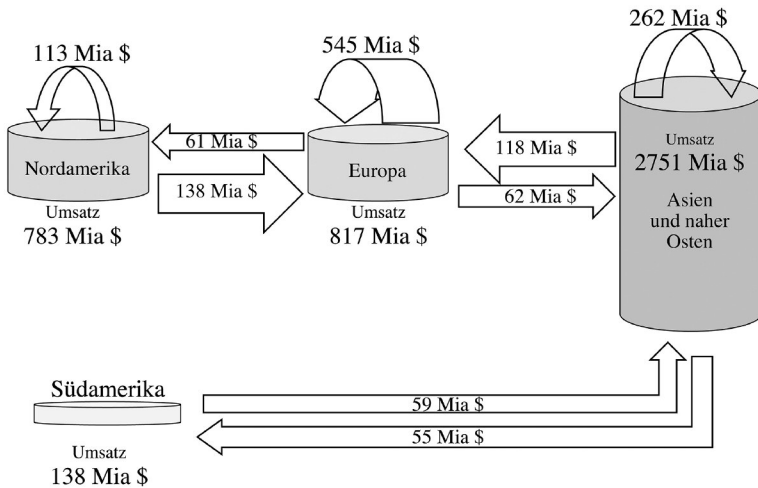 113 Mia $
545 Mia $
262 Mia $
Nordamerika
61 Mia $
138 Mia $
Europa
118 Mia $
62 Mia $
Umsatz
2751 Mia $
Asien
und naher
Osten
Umsatz
783 Mia $
Umsatz
817 Mia $
Südamerika
59 Mia $
55 Mia $
Umsatz
138 Mia $